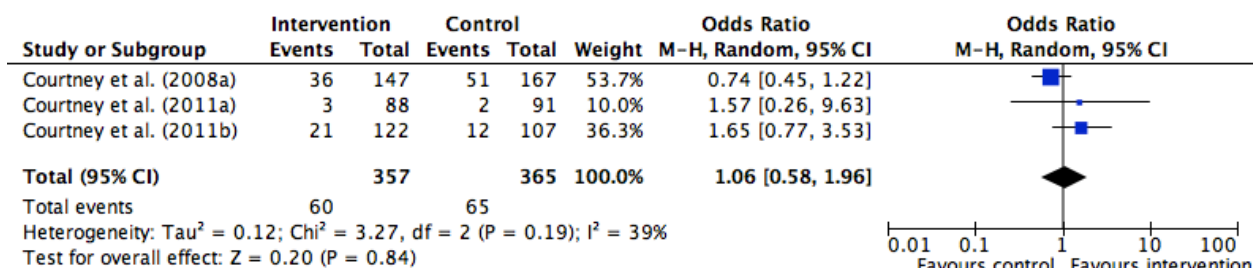 Intervention Control Odds Ratio Odds Ratio
Study or Subgroup Events Total Events Total Weight M-H, Random, 95% CI M-H, Random, 95% CI
Courtney et al. (2008a) 36 147 51 167 53.7% 0.74 [0.45, 1.22]
Courtney et al. (2011a) 3 88 2 91 10.0% 1.57 [0.26, 9.63]
Courtney et al. (2011b) 21 122 12 107 36.3% 1.65 [0.77, 3.53]
Total (95% CI) 357 365 100.0% 1.06 [0.58, 1.96]
Total events 60 65
Heterogeneity: Tau² = 0.12; Chi² = 3.27, df = 2 (P = 0.19); I² = 39%
Test for overall effect: Z = 0.20 (P = 0.84)
0.01 0.1 1 10 100
Favours control Favours intervention